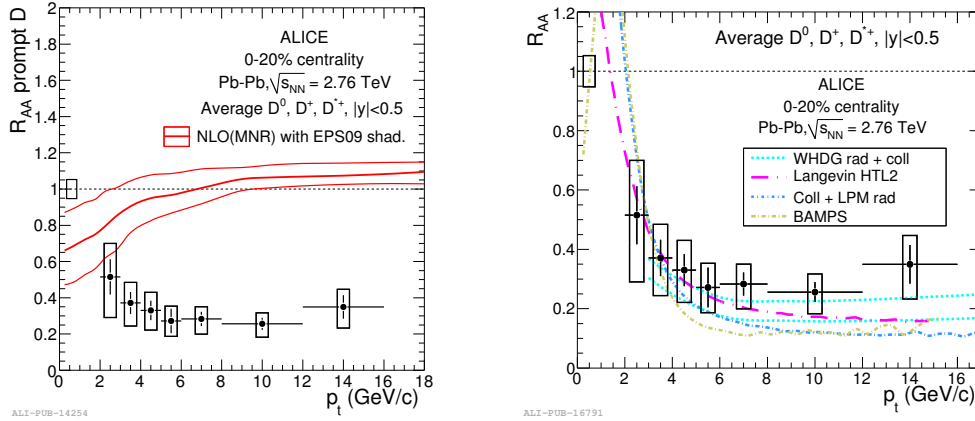 R_AA prompt D
2
1.8
1.6
1.4
1.2
1
0.8
0.6
0.4
0.2
0
0 2 4 6 8 10 12 14 16 18
p_t (GeV/c)
ALICE
0-20% centrality
Pb-Pb, √s_NN = 2.76 TeV
Average D^0, D^+, D^*+, |y|<0.5
NLO(MNR) with EPS09 shad.
ALI-PUB-14254
R_AA
1.2
1
0.8
0.6
0.4
0.2
0
0 2 4 6 8 10 12 14 16
p_t (GeV/c)
Average D^0, D^+, D^*+, |y|<0.5
ALICE
0-20% centrality
Pb-Pb, √s_NN = 2.76 TeV
WHDG rad + coll
Langevin HTL2
Coll + LPM rad
BAMPS
ALI-PUB-16791